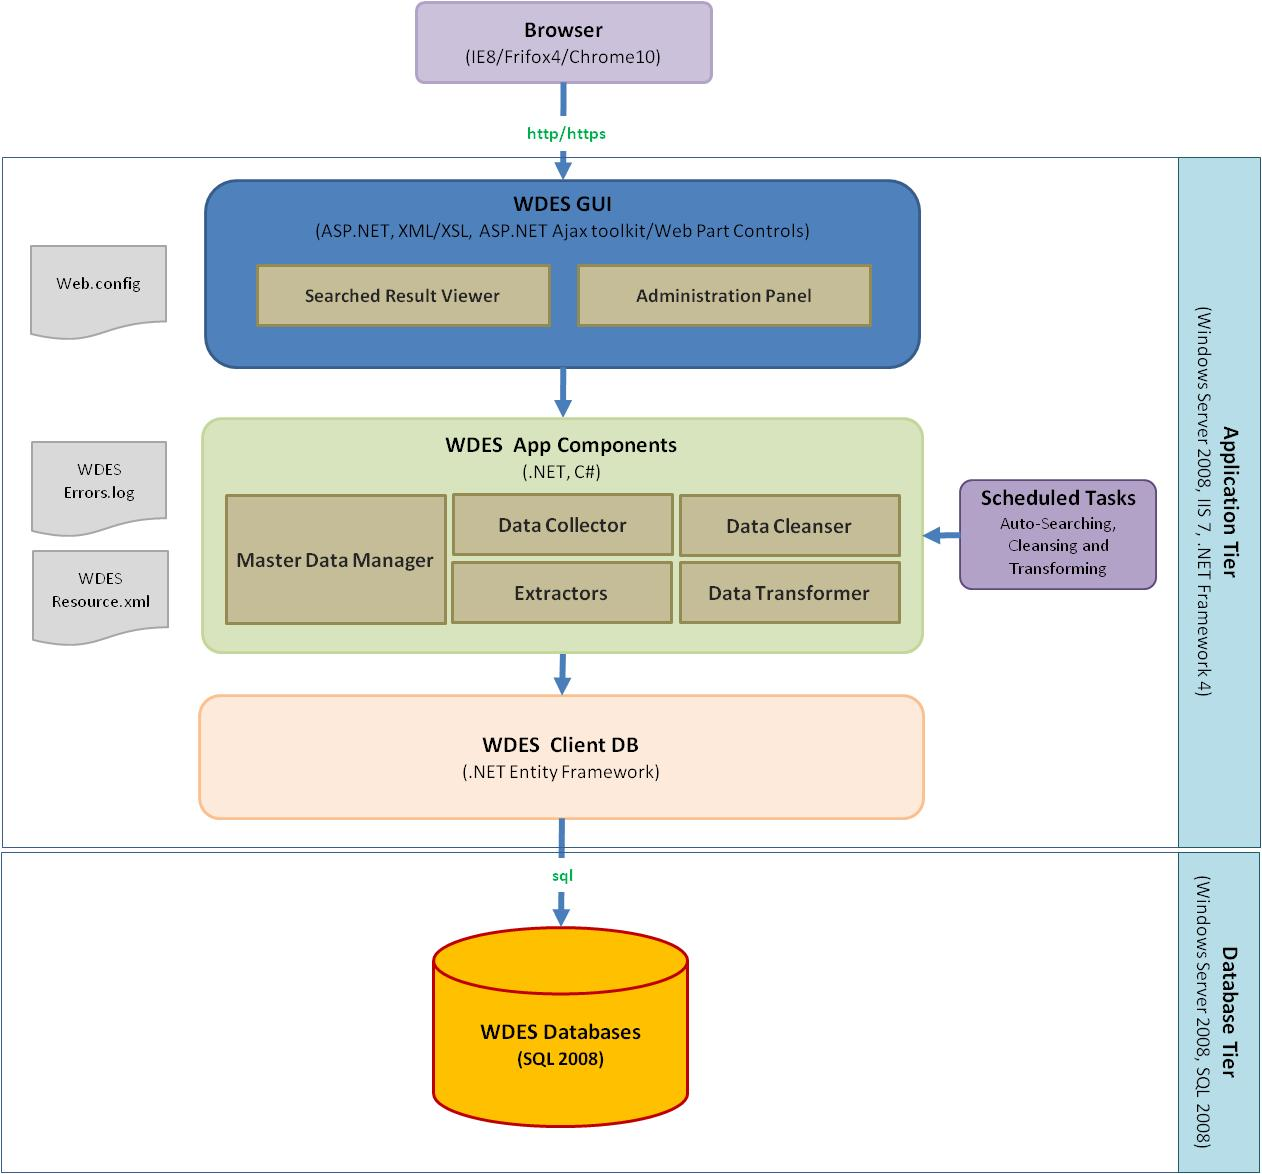 Browser
(IE8/Frifox4/Chrome10)
http/https
WDES GUI
(ASP.NET, XML/XSL, ASP.NET Ajax toolkit/Web Part Controls)
Web.config
Searched Result Viewer
Administration Panel
WDES App Components
(.NET, C#)
WDES
Errors.log
Master Data Manager
Data Collector
Data Cleanser
Extractors
Data Transformer
Scheduled Tasks
Auto-Searching,
Cleansing and
Transforming
WDES
Resource.xml
WDES Client DB
(.NET Entity Framework)
Application Tier
(Windows Server 2008, IIS 7, .NET Framework 4)
sql
WDES Databases
(SQL 2008)
Database Tier
(Windows Server 2008, SQL 2008)